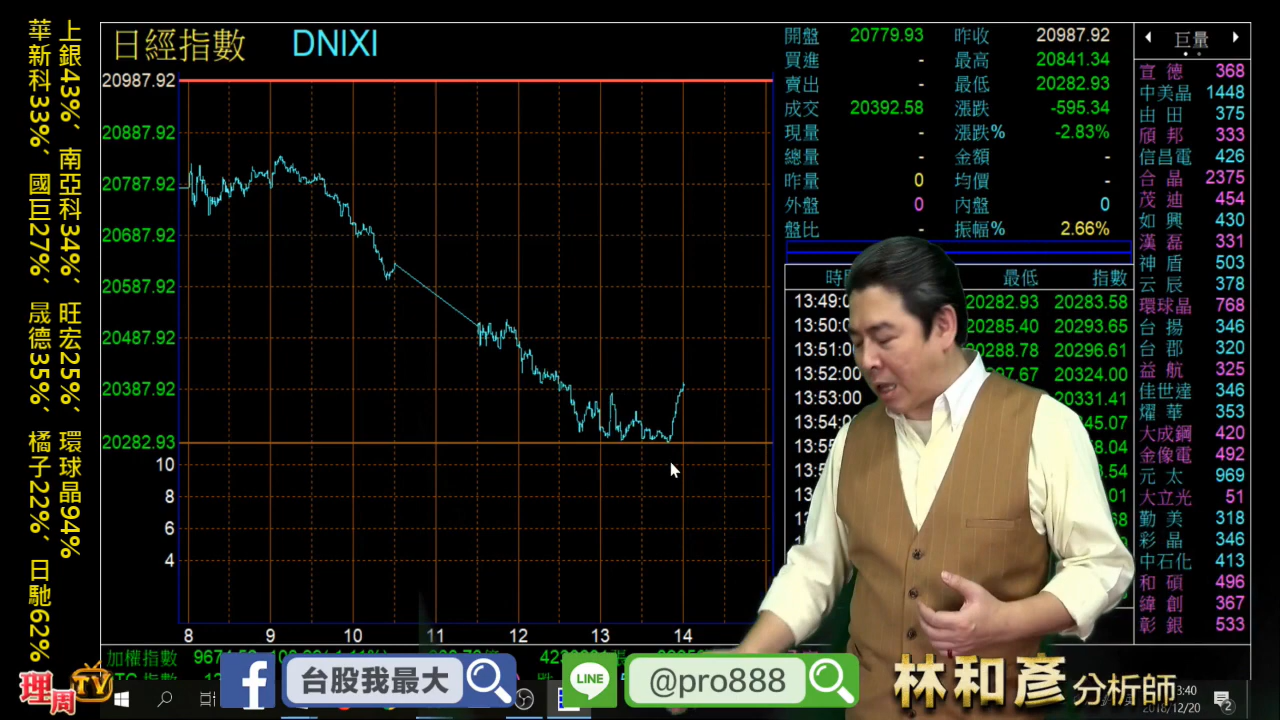 上銀43%、南亞科34%、旺宏25%、環球晶94%
華新科33%、國巨27%、晟德35%、橘子22%、日馳62%
日經指數 DNIXI
20987.92
20887.92
20787.92
20687.92
20587.92
20487.92
20387.92
20282.93
10
8
6
4
8 9 10 11 12 13 14
開盤 20779.93 昨收 20987.92
買進 - 最高 20841.34
賣出 - 最低 20282.93
成交 20392.58 漲跌 -595.34
現量 - 漲跌% -2.83%
總量 - 金額 -
昨量 0 均價 -
外盤 0 內盤 0
盤比 - 振幅% 2.66%
最低 指數
13:49:0 20282.93 20283.58
13:50:0 20285.40 20293.65
13:51:0 20288.78 20296.61
13:52:00 97.67 20324.00
13:53:00 20331.41
13:54:0 45.07
13:55 8.04
巨量
宣德 368
中美晶 1448
由田 375
頎邦 333
信昌電 426
合晶 2375
茂迪 454
如興 430
漢磊 331
神盾 503
云辰 378
環球晶 768
台揚 346
台郡 320
益航 325
佳世達 346
燿華 353
大成鋼 420
金像電 492
元太 969
大立光 51
勤美 318
彩晶 346
中石化 413
和碩 496
緯創 367
彰銀 533
加權指數
理周TV
f 台股我最大
LINE @pro888
林和彥 分析師
3:40
2018/12/20
2